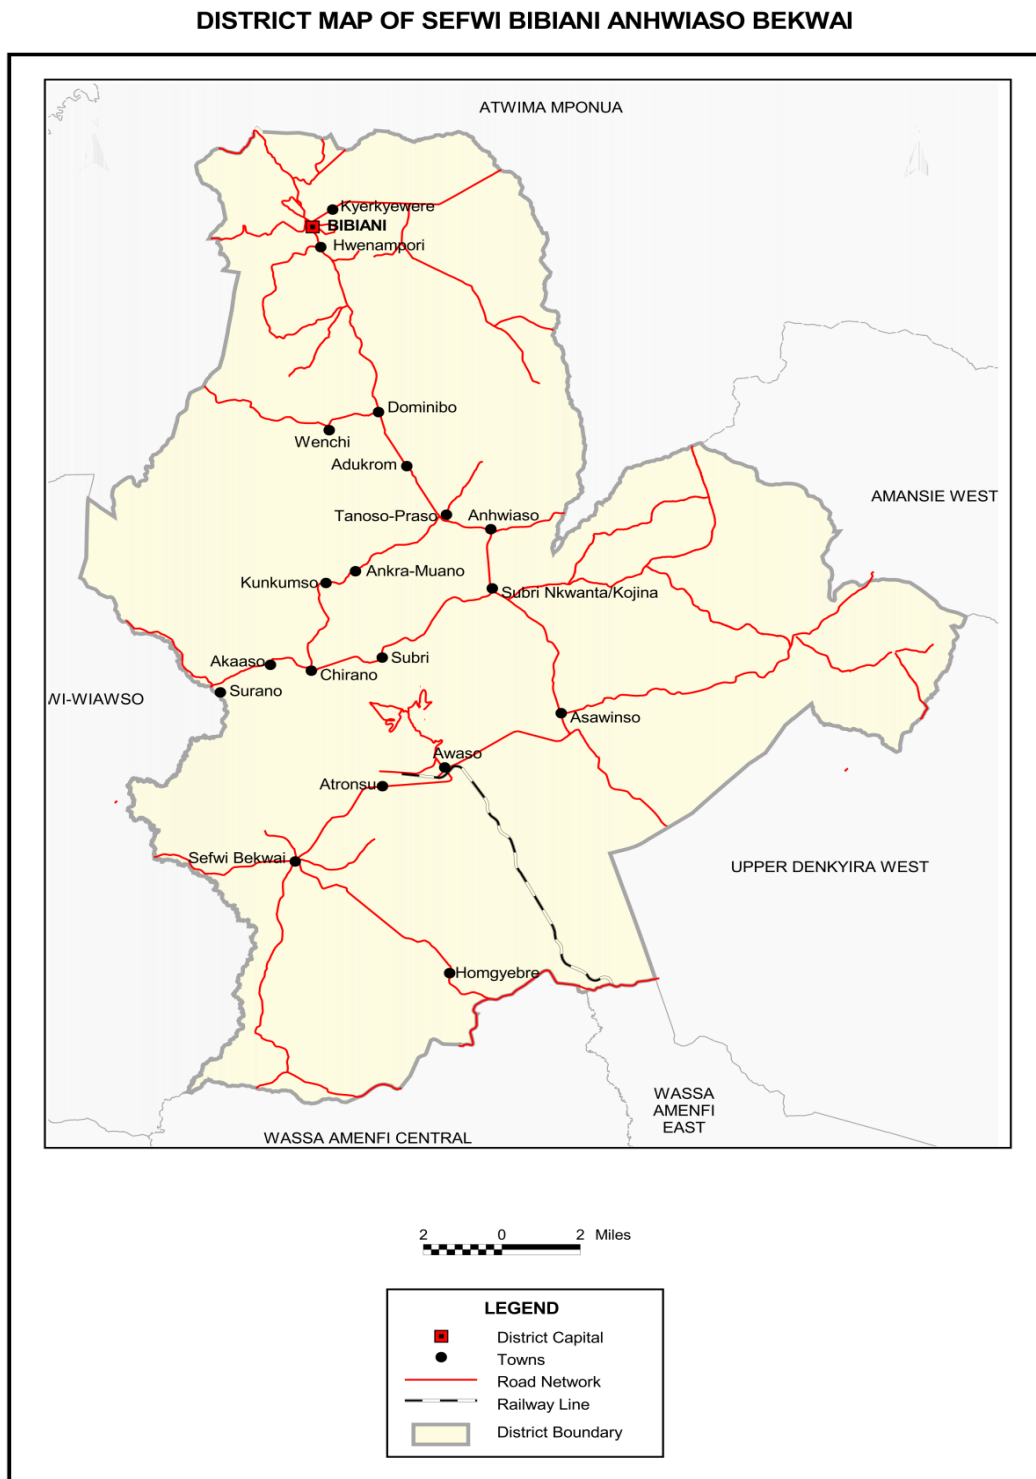 DISTRICT MAP OF SEFWI BIBIANI ANHWIASO BEKWAI
ATWIMA MPONUA
Kyerkyewere
BIBIANI
Hwenampori
Dominibo
Wenchi
Adukrom
AMANSIE WEST
Tanoso-Praso
Anhwiaso
Ankra-Muano
Kunkumso
Subri Nkwanta/Kojina
Subri
Akaaso
Chirano
Surano
WI-WIAWSO
Asawinso
Awaso
Atronsu
Sefwi Bekwai
UPPER DENKYIRA WEST
Homgyebre
WASSA
AMENFI
EAST
WASSA AMENFI CENTRAL
2 0 2 Miles
LEGEND
District Capital
Towns
Road Network
Railway Line
District Boundary